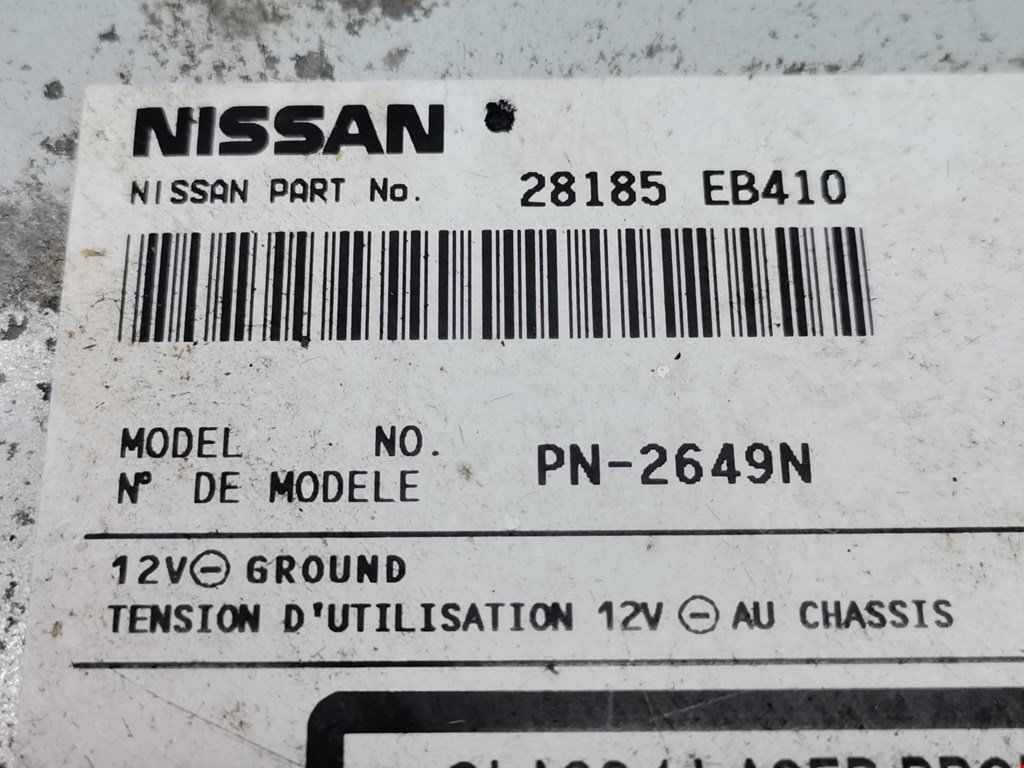 NISSAN
NISSAN PART No. 28185 EB410
MODEL NO. PN-2649N
N° DE MODELE
12V⊖ GROUND
TENSION D'UTILISATION 12V ⊖ AU CHASSIS